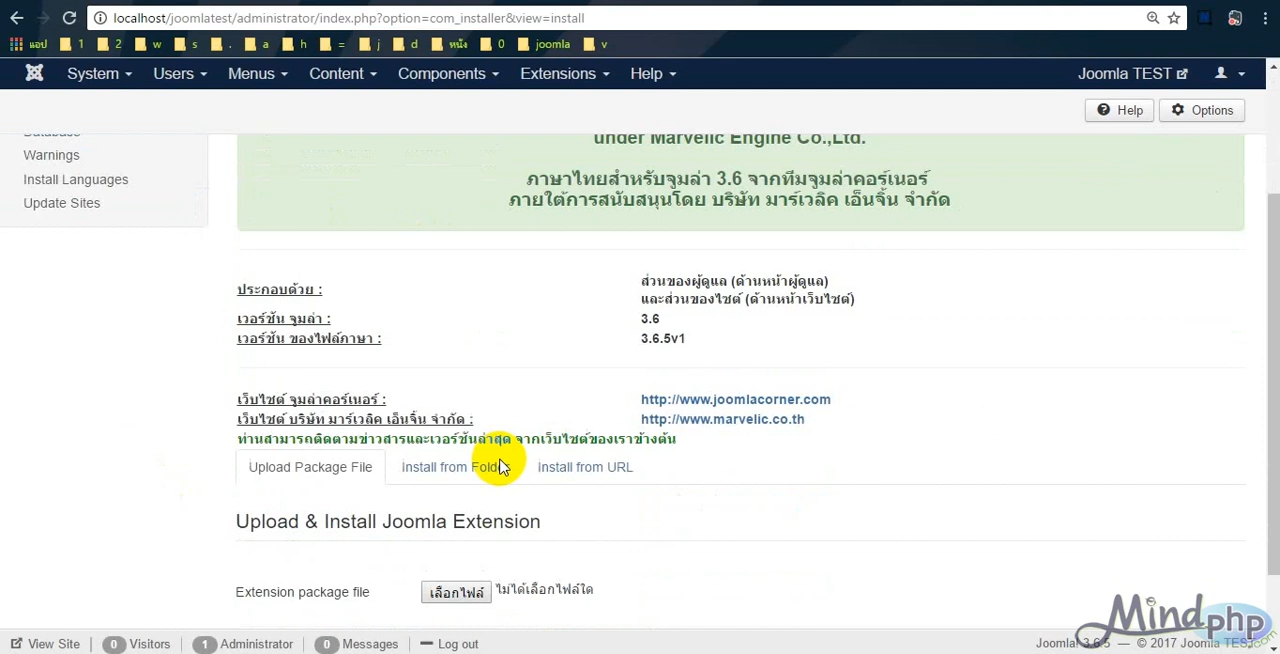 localhost/joomlatest/administrator/index.php?option=com_installer&view=install
แอป 1 2 w s . a h = j d หนัง 0 joomla v
System Users Menus Content Components Extensions Help Joomla TEST
Help Options
Database
Warnings
Install Languages
Update Sites
under Marvelic Engine Co.,Ltd.
ภาษาไทยสำหรับจูมล่า 3.6 จากทีมจูมล่าคอร์เนอร์
ภายใต้การสนับสนุนโดย บริษัท มาร์เวลิค เอ็นจิ้น จำกัด
ประกอบด้วย : ส่วนของผู้ดูแล (ด้านหน้าผู้ดูแล)
และส่วนของไซต์ (ด้านหน้าเว็บไซต์)
เวอร์ชัน จูมล่า : 3.6
เวอร์ชัน ของไฟล์ภาษา : 3.6.5v1
เว็บไซต์ จูมล่าคอร์เนอร์ : http://www.joomlacorner.com
เว็บไซต์ บริษัท มาร์เวลิค เอ็นจิ้น จำกัด : http://www.marvelic.co.th
ท่านสามารถติดตามข่าวสารและเวอร์ชันล่าสุด จากเว็บไซต์ของเราข้างต้น
Upload Package File Install from Folder Install from URL
Upload & Install Joomla Extension
Extension package file เลือกไฟล์ ไม่ได้เลือกไฟล์ใด
View Site 0 Visitors 1 Administrator 0 Messages Log out Joomla! 3.6.5 — © 2017 Joomla TEST
Mindphp.com